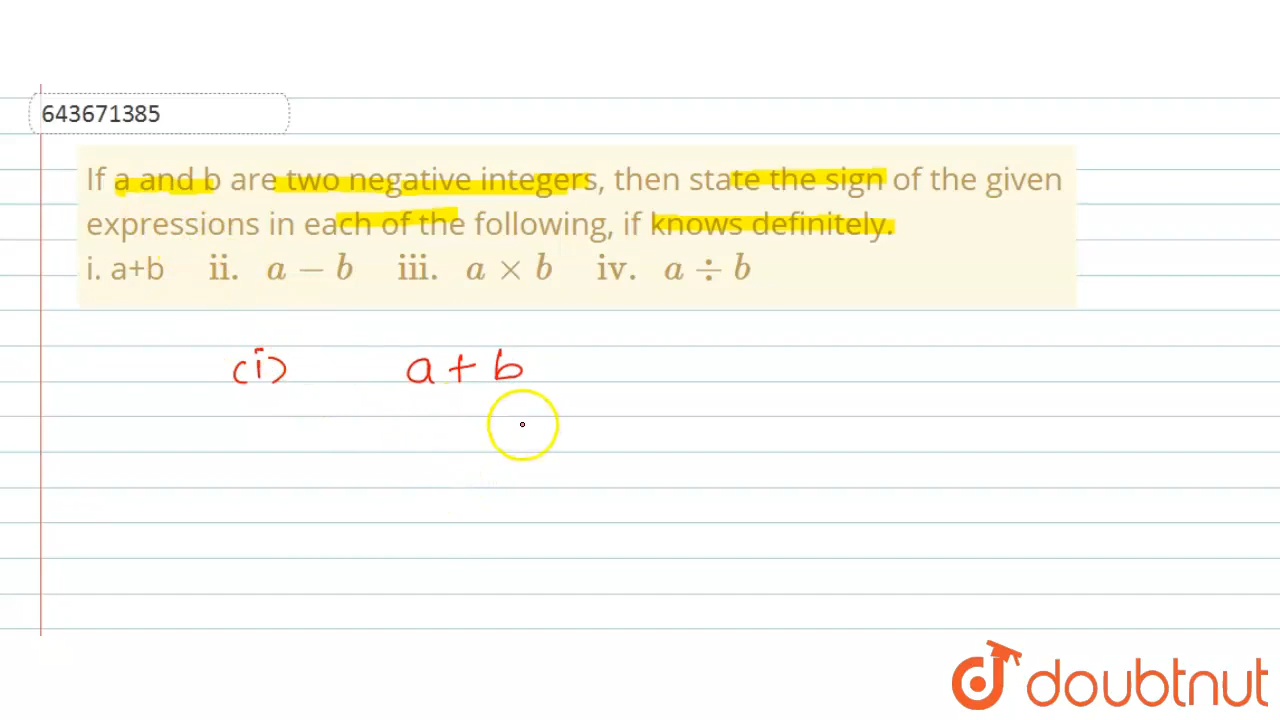 643671385
If a and b are two negative integers, then state the sign of the given
expressions in each of the following, if knows definitely.
i. a+b ii. a − b iii. a × b iv. a ÷ b
(i) a + b
doubtnut